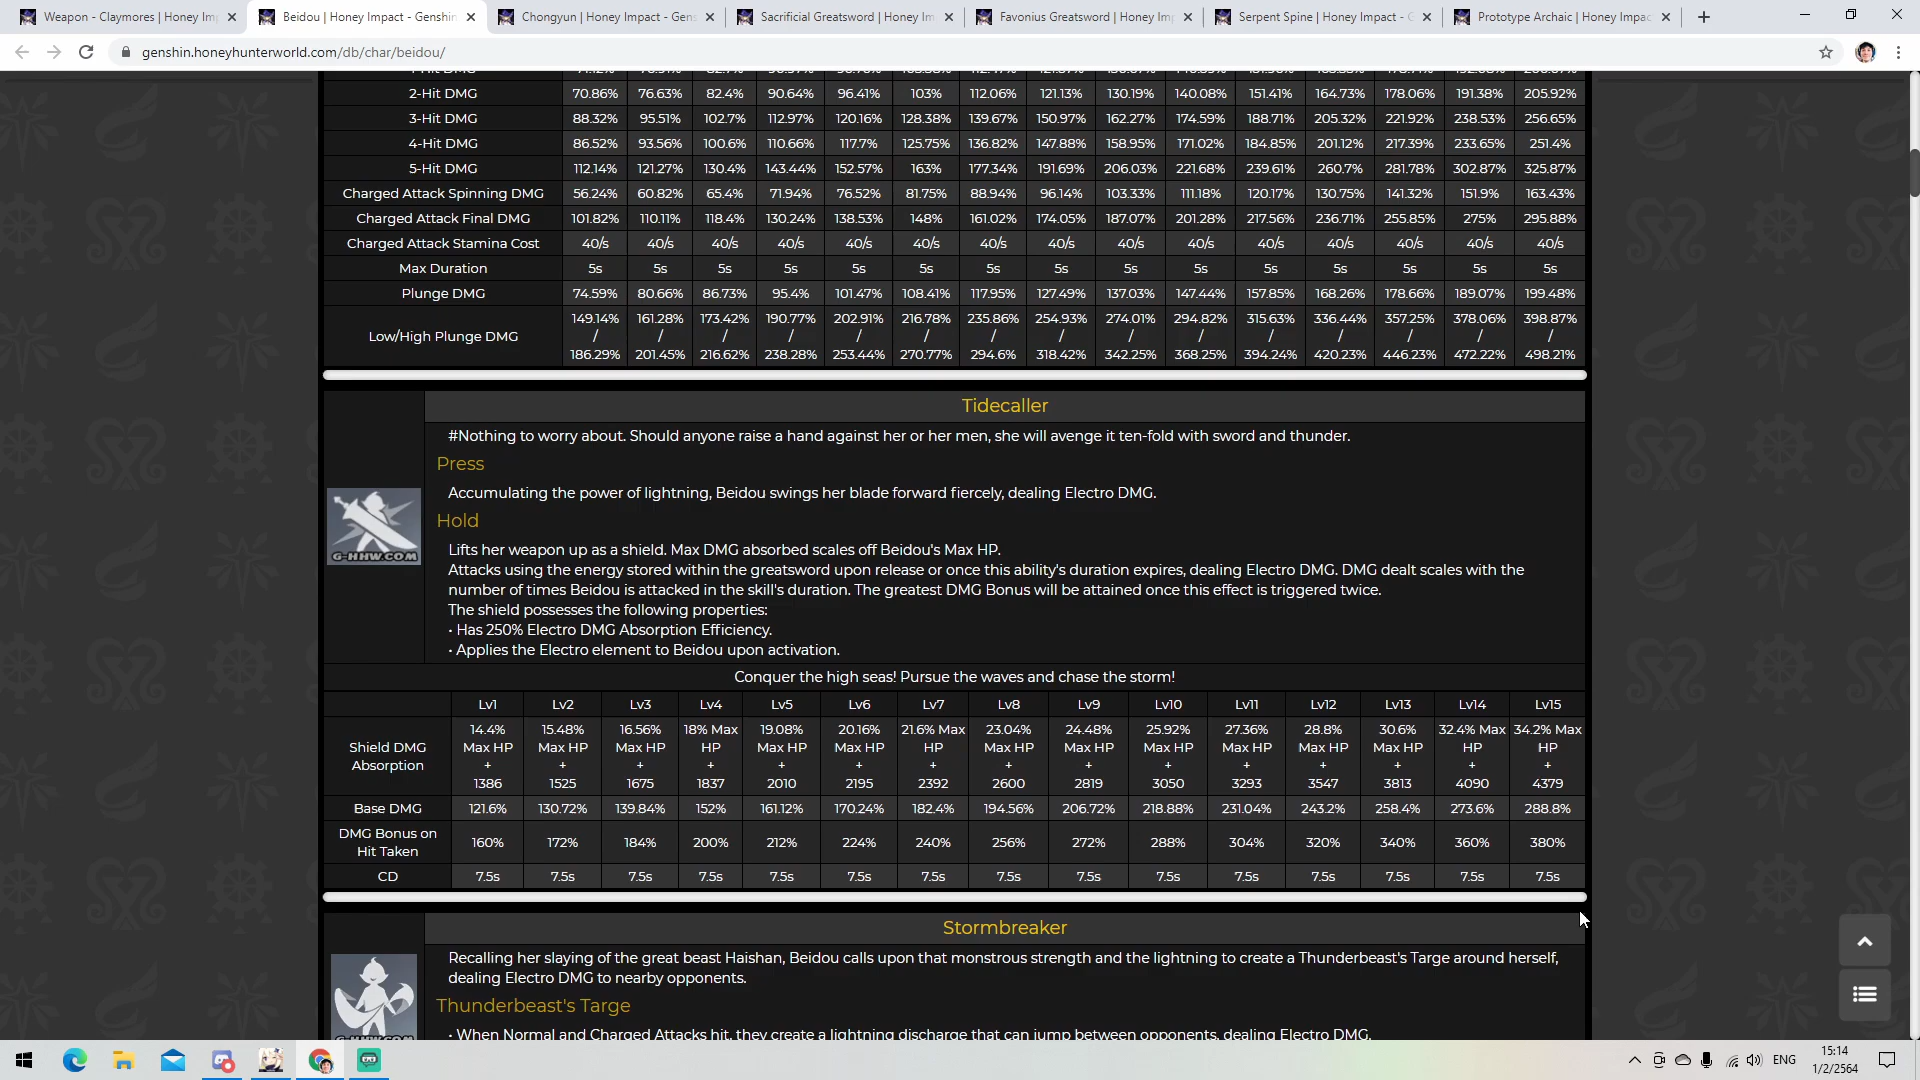 Weapon - Claymores | Honey Im
Beidou | Honey Impact - Genshin
Chongyun | Honey Impact - Gens
Sacrificial Greatsword | Honey Im
Favonius Greatsword | Honey Imp
Serpent Spine | Honey Impact - G
Prototype Archaic | Honey Impac
genshin.honeyhunterworld.com/db/char/beidou/
2-Hit DMG 70.86% 76.63% 82.4% 90.64% 96.41% 103% 112.06% 121.13% 130.19% 140.08% 151.41% 164.73% 178.06% 191.38% 205.92%
3-Hit DMG 88.32% 95.51% 102.7% 112.97% 120.16% 128.38% 139.67% 150.97% 162.27% 174.59% 188.71% 205.32% 221.92% 238.53% 256.65%
4-Hit DMG 86.52% 93.56% 100.6% 110.66% 117.7% 125.75% 136.82% 147.88% 158.95% 171.02% 184.85% 201.12% 217.39% 233.65% 251.4%
5-Hit DMG 112.14% 121.27% 130.4% 143.44% 152.57% 163% 177.34% 191.69% 206.03% 221.68% 239.61% 260.7% 281.78% 302.87% 325.87%
Charged Attack Spinning DMG 56.24% 60.82% 65.4% 71.94% 76.52% 81.75% 88.94% 96.14% 103.33% 111.18% 120.17% 130.75% 141.32% 151.9% 163.43%
Charged Attack Final DMG 101.82% 110.11% 118.4% 130.24% 138.53% 148% 161.02% 174.05% 187.07% 201.28% 217.56% 236.71% 255.85% 275% 295.88%
Charged Attack Stamina Cost 40/s 40/s 40/s 40/s 40/s 40/s 40/s 40/s 40/s 40/s 40/s 40/s 40/s 40/s 40/s
Max Duration 5s 5s 5s 5s 5s 5s 5s 5s 5s 5s 5s 5s 5s 5s 5s
Plunge DMG 74.59% 80.66% 86.73% 95.4% 101.47% 108.41% 117.95% 127.49% 137.03% 147.44% 157.85% 168.26% 178.66% 189.07% 199.48%
149.14% 161.28% 173.42% 190.77% 202.91% 216.78% 235.86% 254.93% 274.01% 294.82% 315.63% 336.44% 357.25% 378.06% 398.87%
Low/High Plunge DMG / / / / / / / / / / / / / / /
186.29% 201.45% 216.62% 238.28% 253.44% 270.77% 294.6% 318.42% 342.25% 368.25% 394.24% 420.23% 446.23% 472.22% 498.21%
Tidecaller
#Nothing to worry about. Should anyone raise a hand against her or her men, she will avenge it ten-fold with sword and thunder.
Press
Accumulating the power of lightning, Beidou swings her blade forward fiercely, dealing Electro DMG.
Hold
G-HHW.COM
Lifts her weapon up as a shield. Max DMG absorbed scales off Beidou's Max HP.
Attacks using the energy stored within the greatsword upon release or once this ability's duration expires, dealing Electro DMG. DMG dealt scales with the
number of times Beidou is attacked in the skill's duration. The greatest DMG Bonus will be attained once this effect is triggered twice.
The shield possesses the following properties:
• Has 250% Electro DMG Absorption Efficiency.
• Applies the Electro element to Beidou upon activation.
Conquer the high seas! Pursue the waves and chase the storm!
Lv1 Lv2 Lv3 Lv4 Lv5 Lv6 Lv7 Lv8 Lv9 Lv10 Lv11 Lv12 Lv13 Lv14 Lv15
14.4% 15.48% 16.56% 18% Max 19.08% 20.16% 21.6% Max 23.04% 24.48% 25.92% 27.36% 28.8% 30.6% 32.4% Max 34.2% Max
Shield DMG Max HP Max HP Max HP HP Max HP Max HP HP Max HP Max HP Max HP Max HP Max HP Max HP HP HP
Absorption + + + + + + + + + + + + + + +
1386 1525 1675 1837 2010 2195 2392 2600 2819 3050 3293 3547 3813 4090 4379
Base DMG 121.6% 130.72% 139.84% 152% 161.12% 170.24% 182.4% 194.56% 206.72% 218.88% 231.04% 243.2% 258.4% 273.6% 288.8%
DMG Bonus on
Hit Taken 160% 172% 184% 200% 212% 224% 240% 256% 272% 288% 304% 320% 340% 360% 380%
CD 7.5s 7.5s 7.5s 7.5s 7.5s 7.5s 7.5s 7.5s 7.5s 7.5s 7.5s 7.5s 7.5s 7.5s 7.5s
Stormbreaker
Recalling her slaying of the great beast Haishan, Beidou calls upon that monstrous strength and the lightning to create a Thunderbeast's Targe around herself,
dealing Electro DMG to nearby opponents.
Thunderbeast's Targe
G-HHW.COM
• When Normal and Charged Attacks hit, they create a lightning discharge that can jump between opponents, dealing Electro DMG.
ENG
15:14
1/2/2564